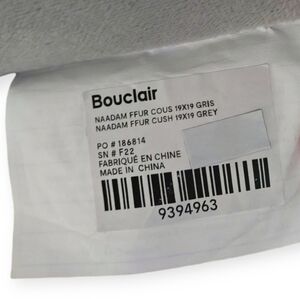 Bouclair
NAADAM FFUR COUS 19X19 GRIS
NAADAM FFUR CUSH 19X19 GREY
PO # 186814
SN # F22
FABRIQUÉ EN CHINE
MADE IN CHINA
9394963